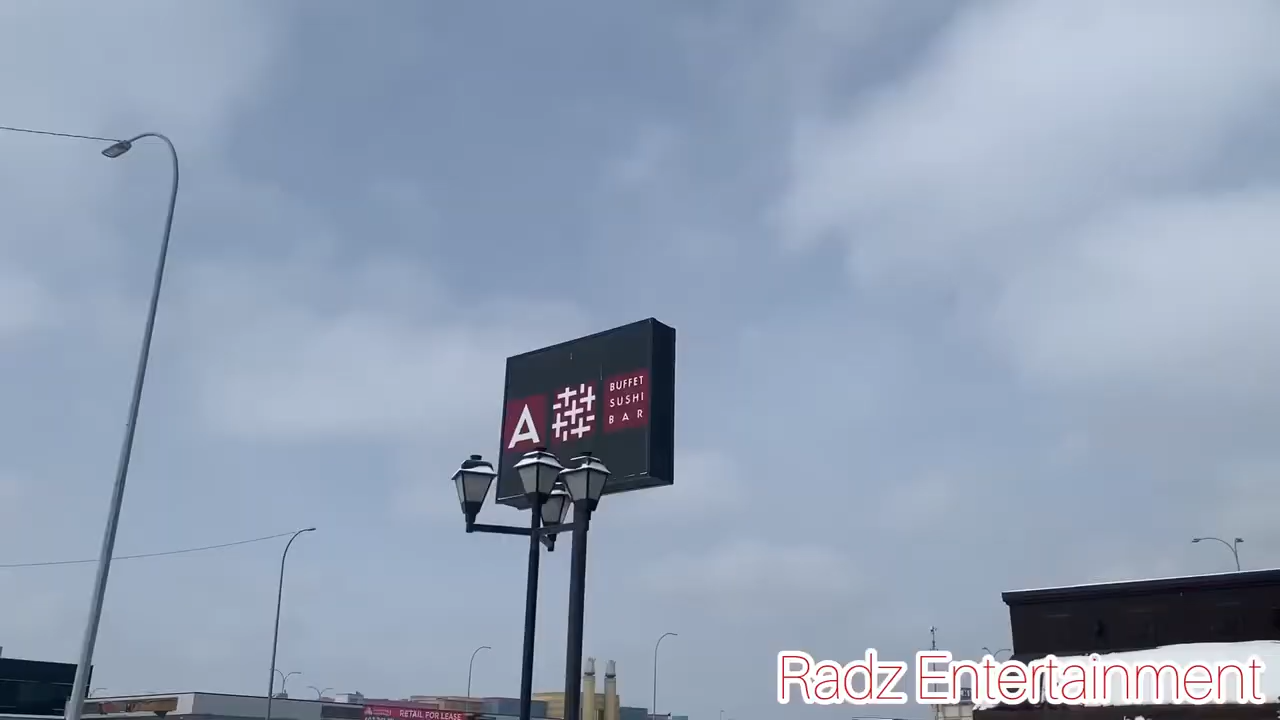 A
BUFFET
SUSHI
BAR
RETAIL FOR LEASE
Radz Entertainment